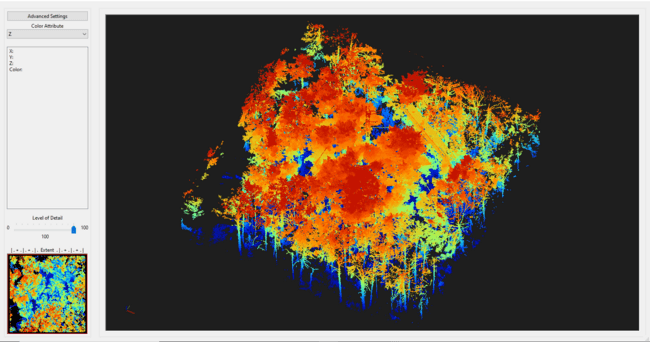 Advanced Settings
Color Attribute
Z
X:
Y:
Z:
Color:
Level of Detail
0 100
100
Extent